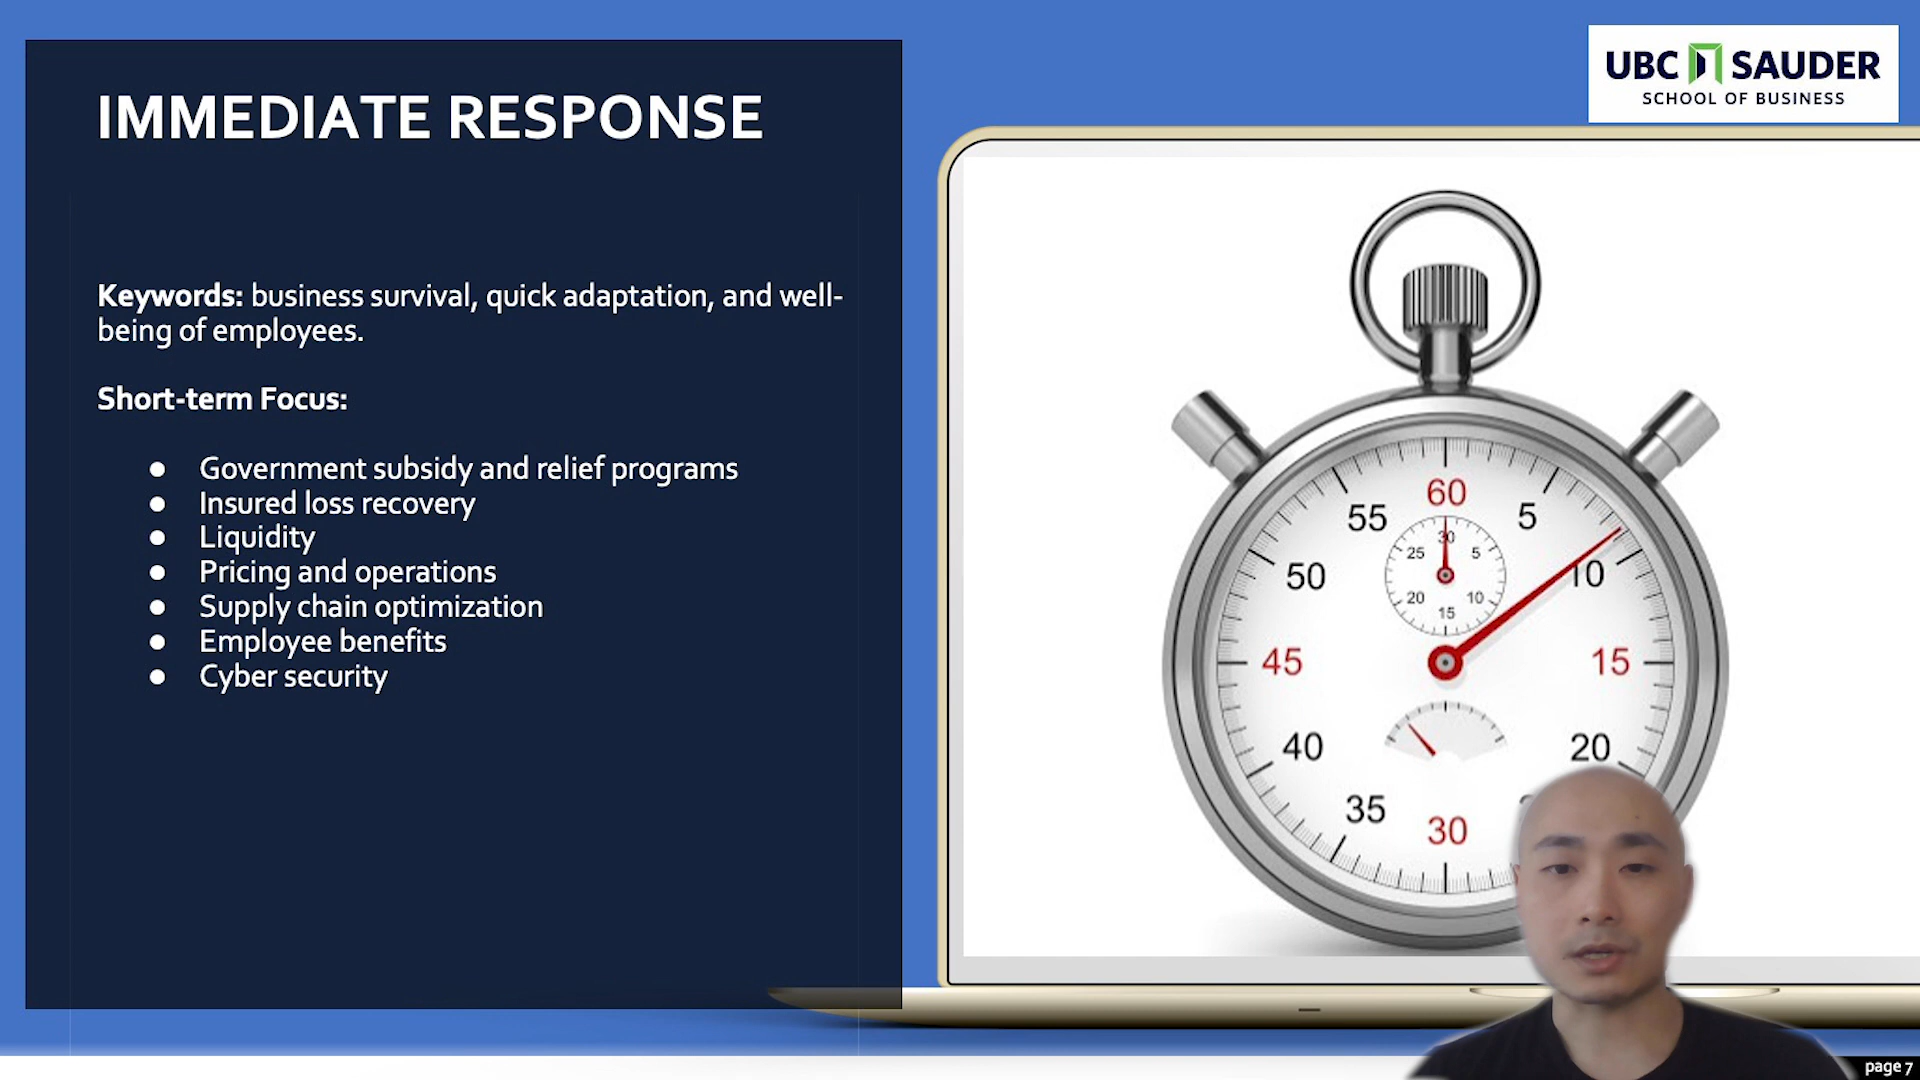 IMMEDIATE RESPONSE
UBC SAUDER
SCHOOL OF BUSINESS
Keywords: business survival, quick adaptation, and well-
being of employees.
Short-term Focus:
● Government subsidy and relief programs
● Insured loss recovery
● Liquidity
● Pricing and operations
● Supply chain optimization
● Employee benefits
● Cyber security
60
55
5
50
10
45
15
40
20
35
30
30
25
5
20
10
15
page 7